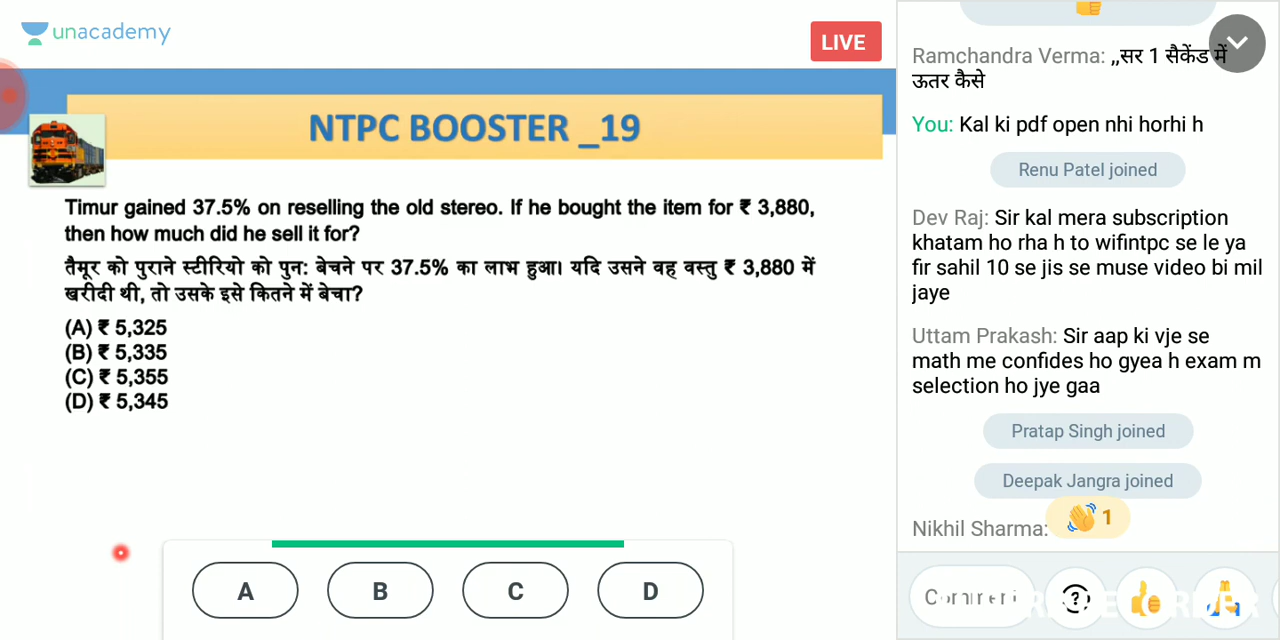 unacademy
LIVE
NTPC BOOSTER _19
Timur gained 37.5% on reselling the old stereo. If he bought the item for ₹ 3,880,
then how much did he sell it for?
तैमूर को पुराने स्टीरियो को पुन: बेचने पर 37.5% का लाभ हुआ। यदि उसने वह वस्तु ₹ 3,880 में
खरीदी थी, तो उसके इसे कितने में बेचा?
(A) ₹ 5,325
(B) ₹ 5,335
(C) ₹ 5,355
(D) ₹ 5,345
A B C D
Ramchandra Verma: ,,सर 1 सैकेंड में
ऊतर कैसे
You: Kal ki pdf open nhi horhi h
Renu Patel joined
Dev Raj: Sir kal mera subscription
khatam ho rha h to wifintpc se le ya
fir sahil 10 se jis se muse video bi mil
jaye
Uttam Prakash: Sir aap ki vje se
math me confides ho gyea h exam m
selection ho jye gaa
Pratap Singh joined
Deepak Jangra joined
Nikhil Sharma: 1
?